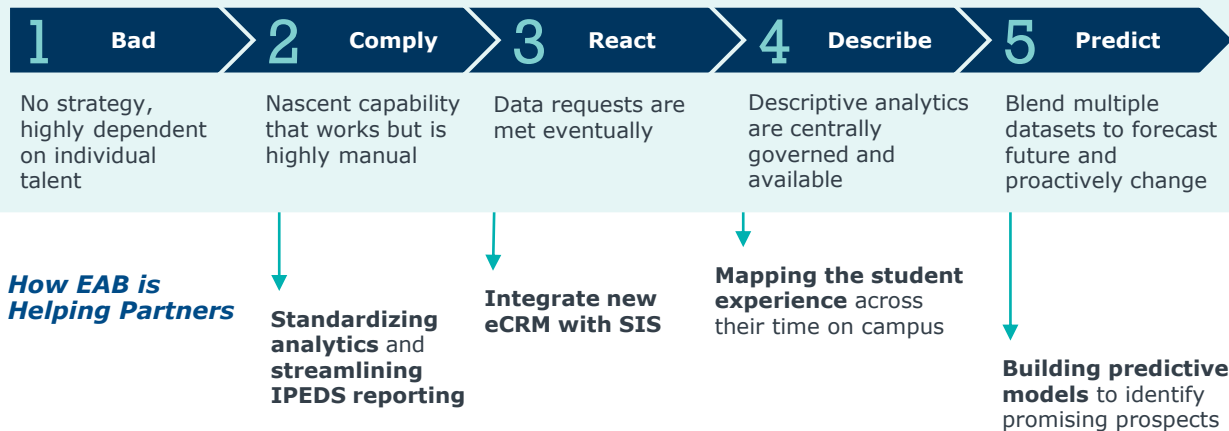 1 Bad
2 Comply
3 React
4 Describe
5 Predict
No strategy,
highly dependent
on individual
talent
Nascent capability
that works but is
highly manual
Data requests are
met eventually
Descriptive analytics
are centrally
governed and
available
Blend multiple
datasets to forecast
future and
proactively change
How EAB is
Helping Partners
Standardizing
analytics and
streamlining
IPEDS reporting
Integrate new
eCRM with SIS
Mapping the student
experience across
their time on campus
Building predictive
models to identify
promising prospects